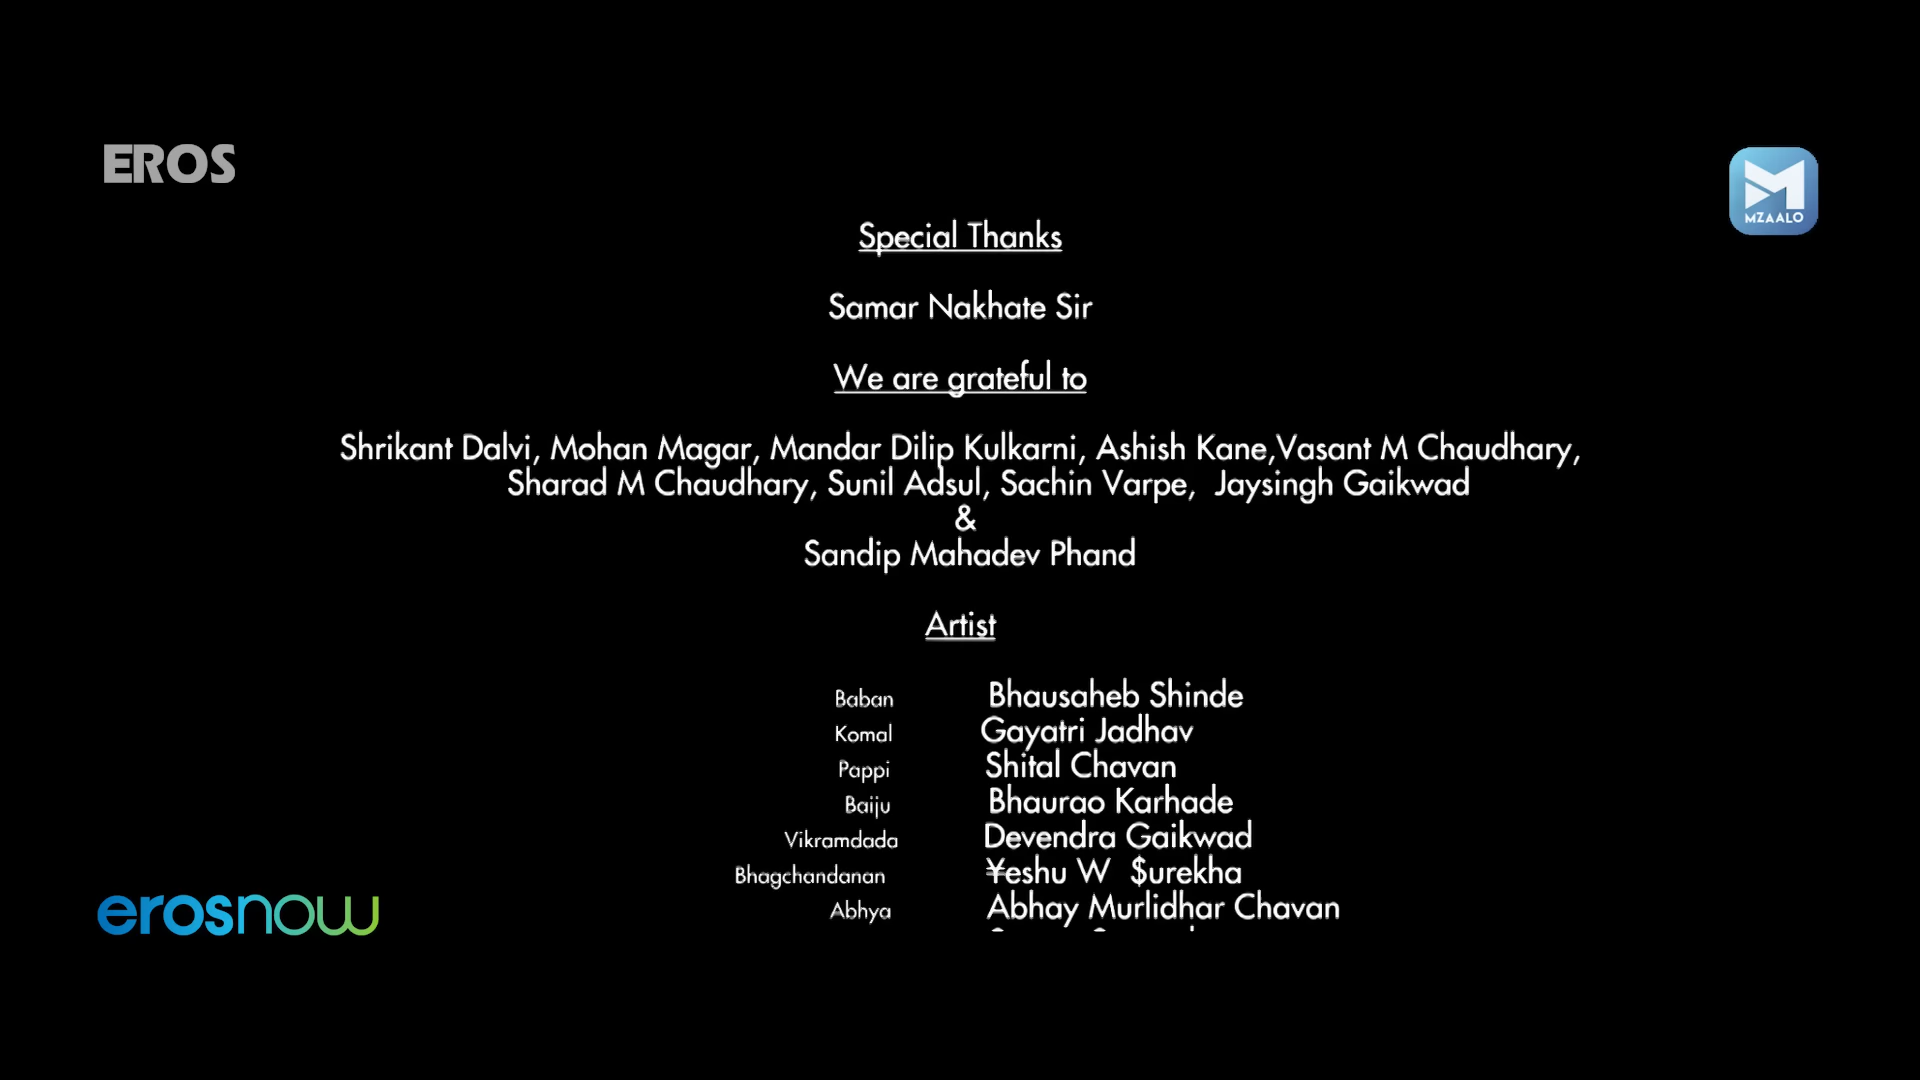 EROS
MZAALO
Special Thanks
Samar Nakhate Sir
We are grateful to
Shrikant Dalvi, Mohan Magar, Mandar Dilip Kulkarni, Ashish Kane,Vasant M Chaudhary,
Sharad M Chaudhary, Sunil Adsul, Sachin Varpe, Jaysingh Gaikwad
&
Sandip Mahadev Phand
Artist
Baban Bhausaheb Shinde
Komal Gayatri Jadhav
Pappi Shital Chavan
Baiju Bhaurao Karhade
Vikramdada Devendra Gaikwad
Bhagchandanan ¥eshu W $urekha
Abhya Abhay Murlidhar Chavan
erosnow